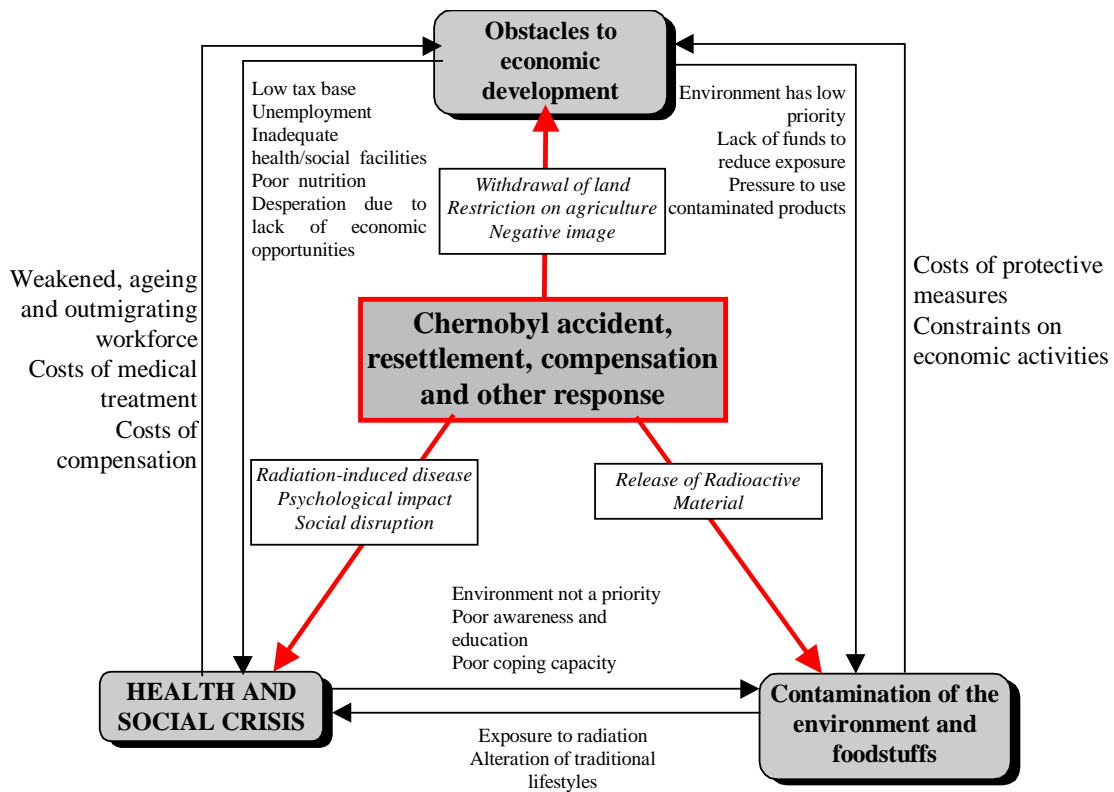 Obstacles to
economic
development
Low tax base
Unemployment
Inadequate
health/social facilities
Poor nutrition
Desperation due to
lack of economic
opportunities
Environment has low
priority
Lack of funds to
reduce exposure
Pressure to use
contaminated products
Withdrawal of land
Restriction on agriculture
Negative image
Weakened, ageing
and outmigrating
workforce
Costs of medical
treatment
Costs of
compensation
Costs of protective
measures
Constraints on
economic activities
Chernobyl accident,
resettlement, compensation
and other response
Radiation-induced disease
Psychological impact
Social disruption
Release of Radioactive
Material
Environment not a priority
Poor awareness and
education
Poor coping capacity
HEALTH AND
SOCIAL CRISIS
Contamination of the
environment and
foodstuffs
Exposure to radiation
Alteration of traditional
lifestyles